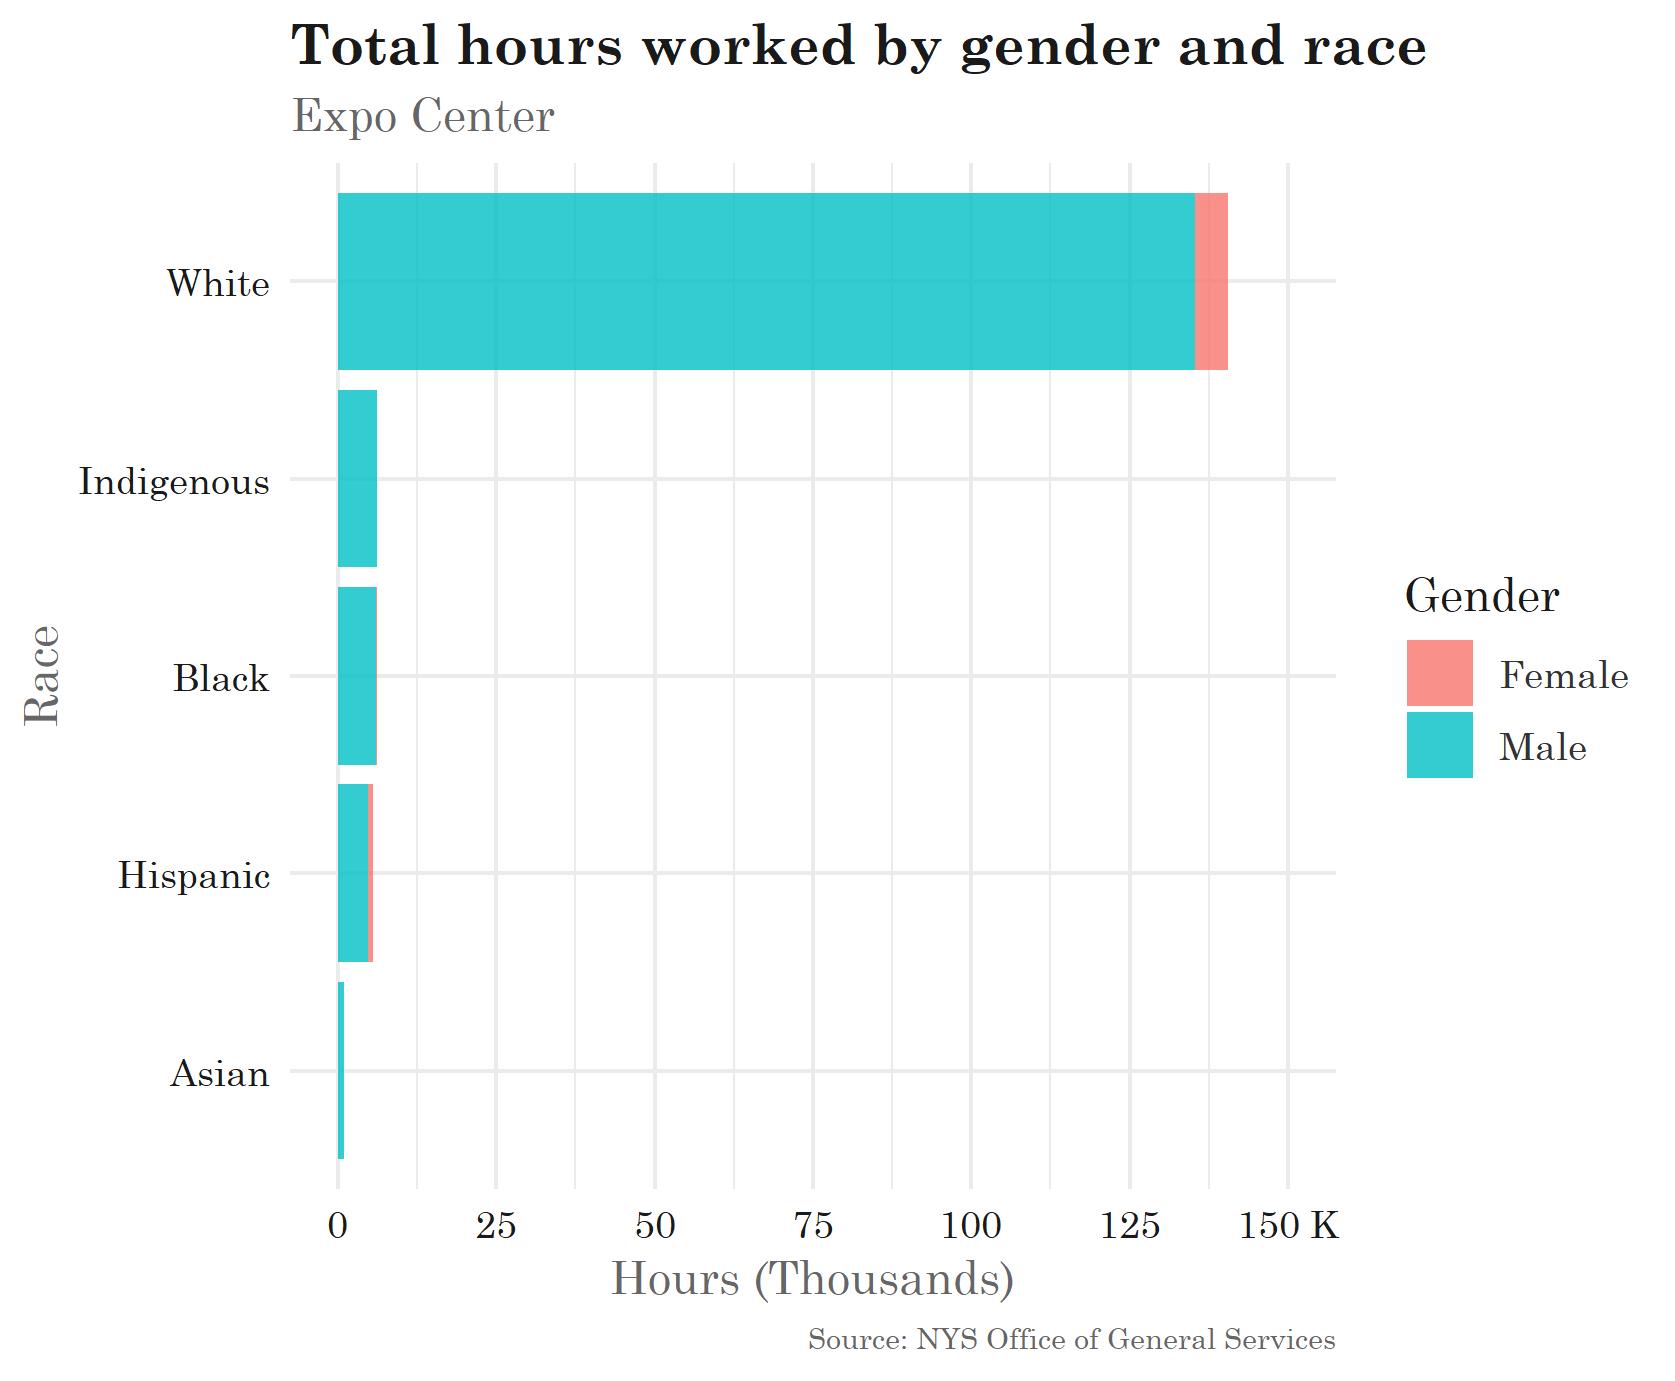 Total hours worked by gender and race
Expo Center
White
Indigenous
Black
Hispanic
Asian
Race
0 25 50 75 100 125 150 K
Hours (Thousands)
Gender
Female
Male
Source: NYS Office of General Services